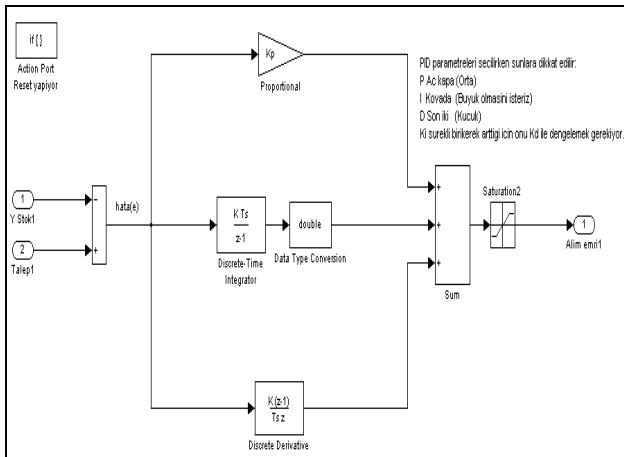 if { }
Action Port
Reset yapiyor
Kp
Proportional
PID parametreleri secilirken sunlara dikkat edilir:
P Ac kapa (Orta)
I Kovada (Buyuk olmasini isteriz)
D Son iki (Kucuk)
Ki surekli birikerek arttigi icin onu Kd ile dengelemek gerekiyor.
1
Y Stok1
2
Talep1
−
+
hata(e)
K Ts
z-1
Discrete-Time
Integrator
double
Data Type Conversion
+
+
+
Sum
Saturation2
1
Alim emri1
K (z-1)
Ts z
Discrete Derivative